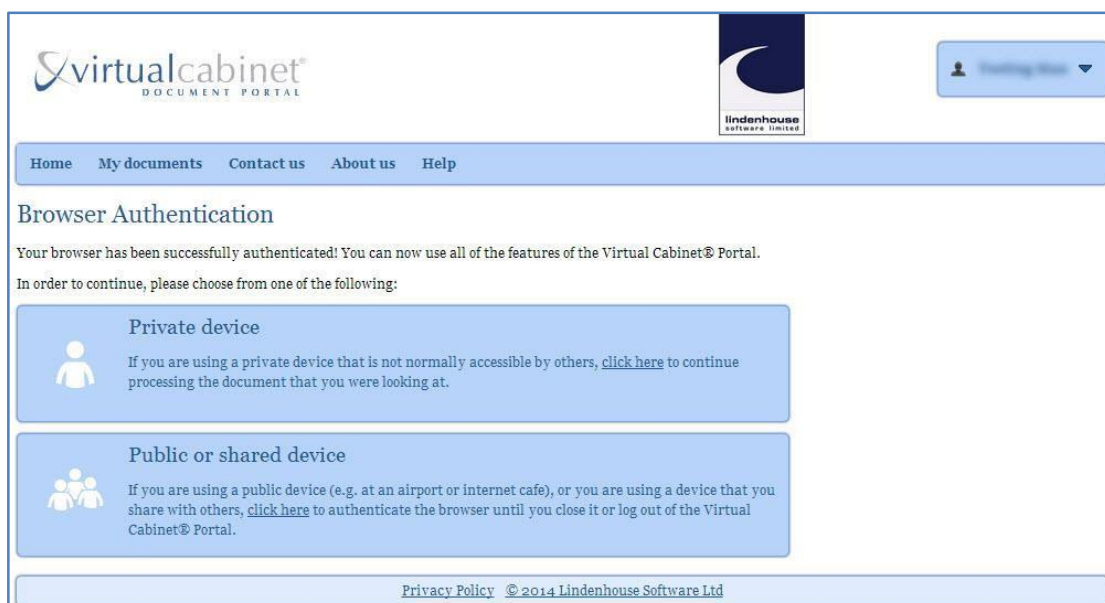 virtualcabinet®
DOCUMENT PORTAL
lindenhouse
software limited
Home My documents Contact us About us Help
Browser Authentication
Your browser has been successfully authenticated! You can now use all of the features of the Virtual Cabinet® Portal.
In order to continue, please choose from one of the following:
Private device
If you are using a private device that is not normally accessible by others, click here to continue
processing the document that you were looking at.
Public or shared device
If you are using a public device (e.g. at an airport or internet cafe), or you are using a device that you
share with others, click here to authenticate the browser until you close it or log out of the Virtual
Cabinet® Portal.
Privacy Policy © 2014 Lindenhouse Software Ltd